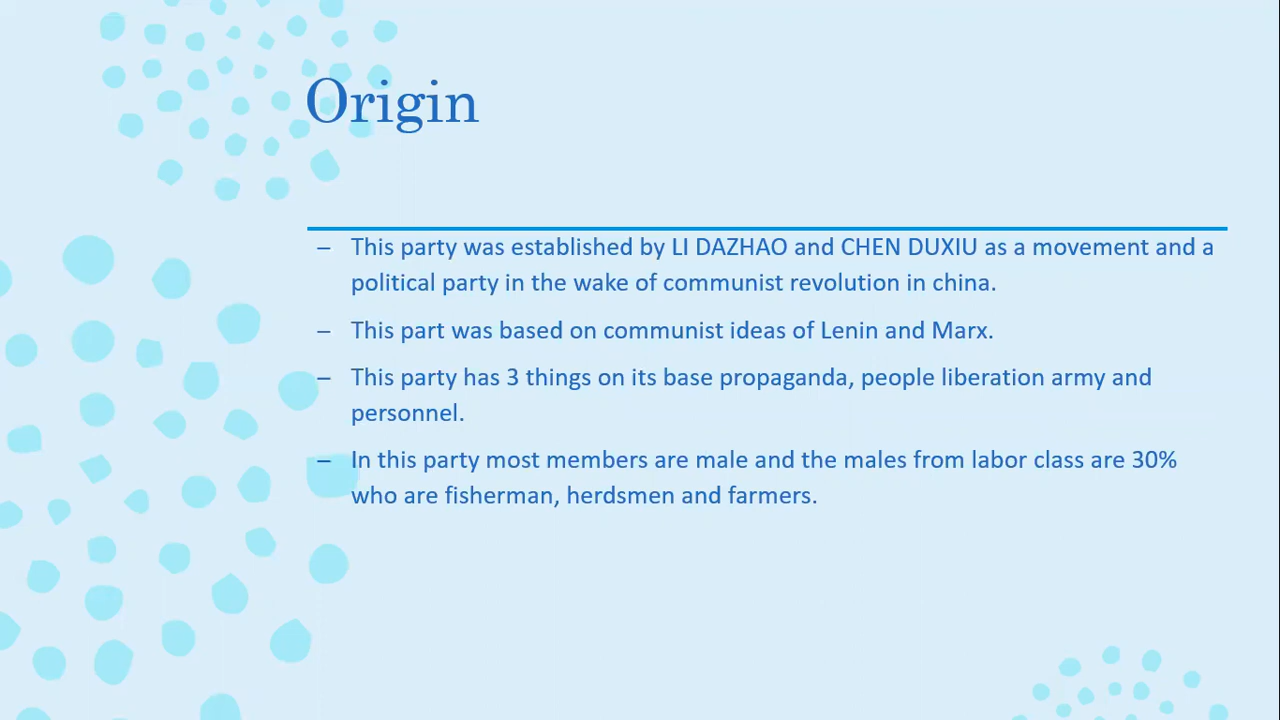 Origin
– This party was established by LI DAZHAO and CHEN DUXIU as a movement and a
political party in the wake of communist revolution in china.
– This part was based on communist ideas of Lenin and Marx.
– This party has 3 things on its base propaganda, people liberation army and
personnel.
– In this party most members are male and the males from labor class are 30%
who are fisherman, herdsmen and farmers.